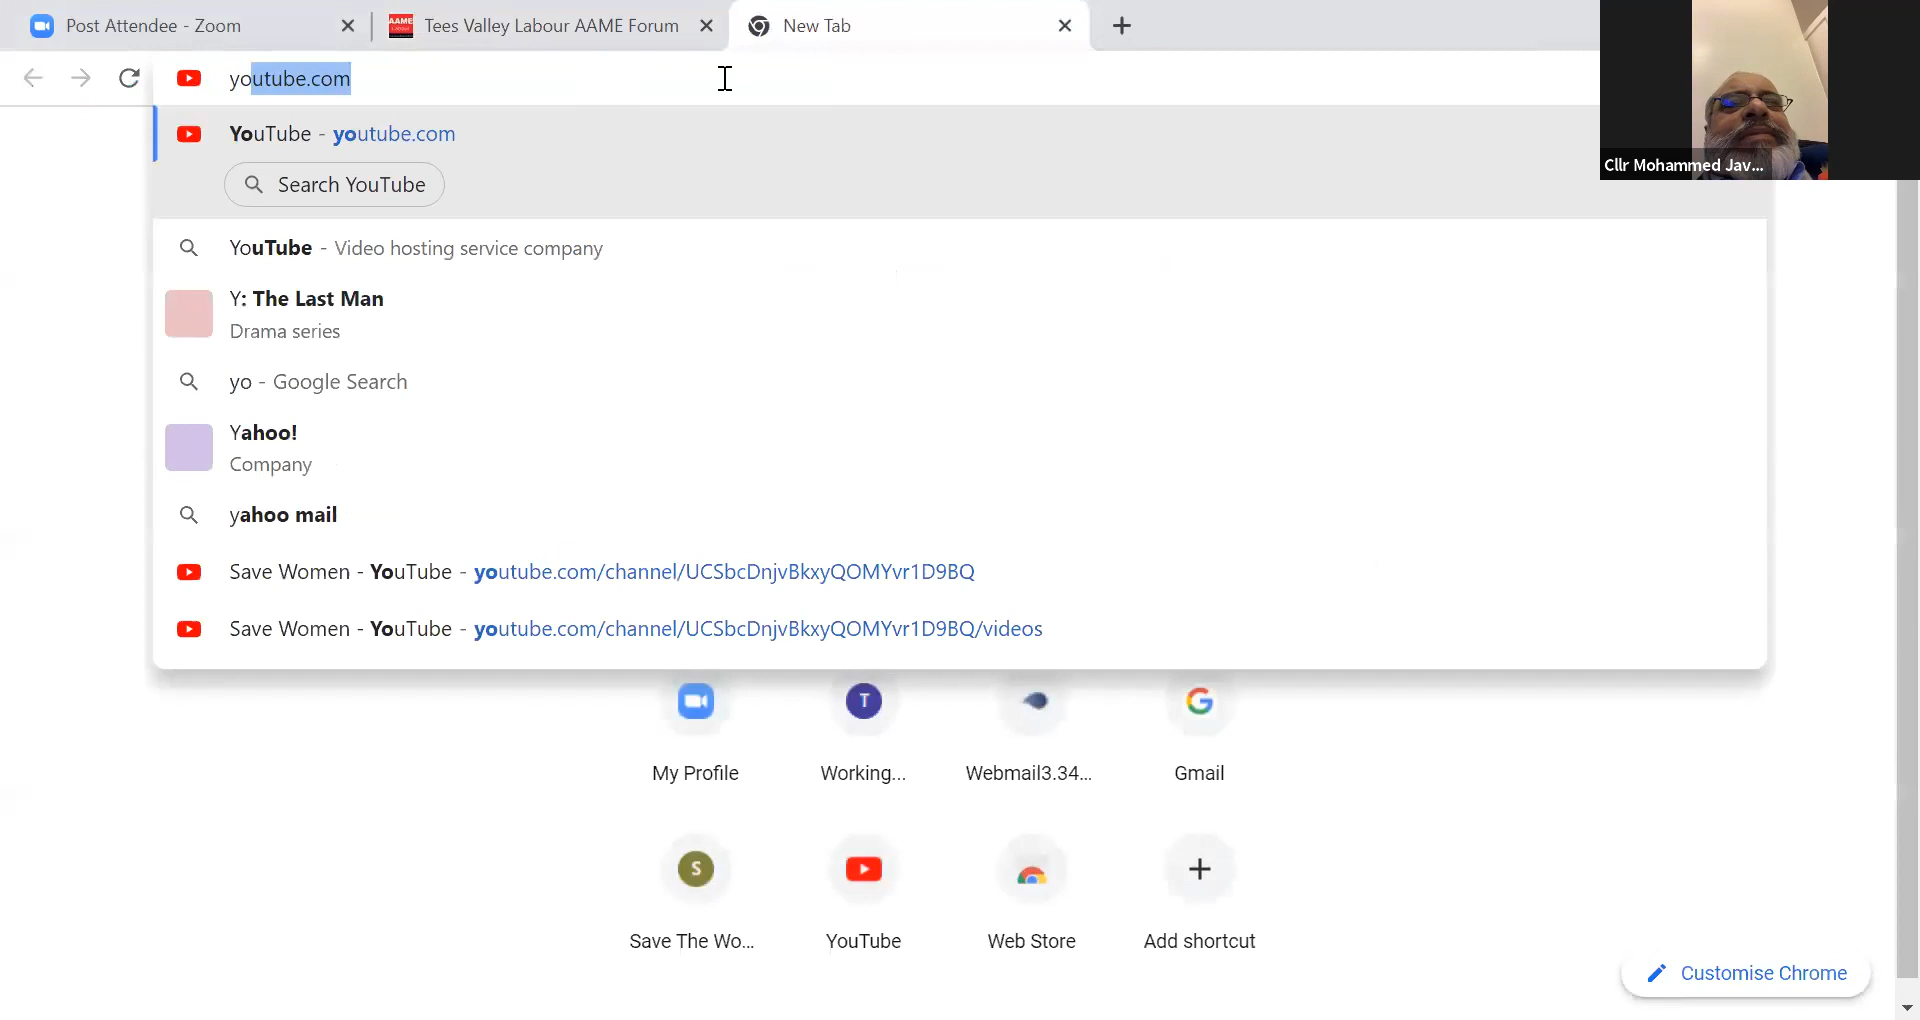 Post Attendee - Zoom
AAME
Tees Valley Labour AAME Forum
New Tab
youtube.com
YouTube - youtube.com
Search YouTube
YouTube - Video hosting service company
Y: The Last Man
Drama series
yo - Google Search
Yahoo!
Company
yahoo mail
Save Women - YouTube - youtube.com/channel/UCSbcDnjvBkxyQOMYvr1D9BQ
Save Women - YouTube - youtube.com/channel/UCSbcDnjvBkxyQOMYvr1D9BQ/videos
Cllr Mohammed Jav...
T
My Profile
Working...
Webmail3.34...
Gmail
S
Save The Wo...
YouTube
Web Store
Add shortcut
Customise Chrome